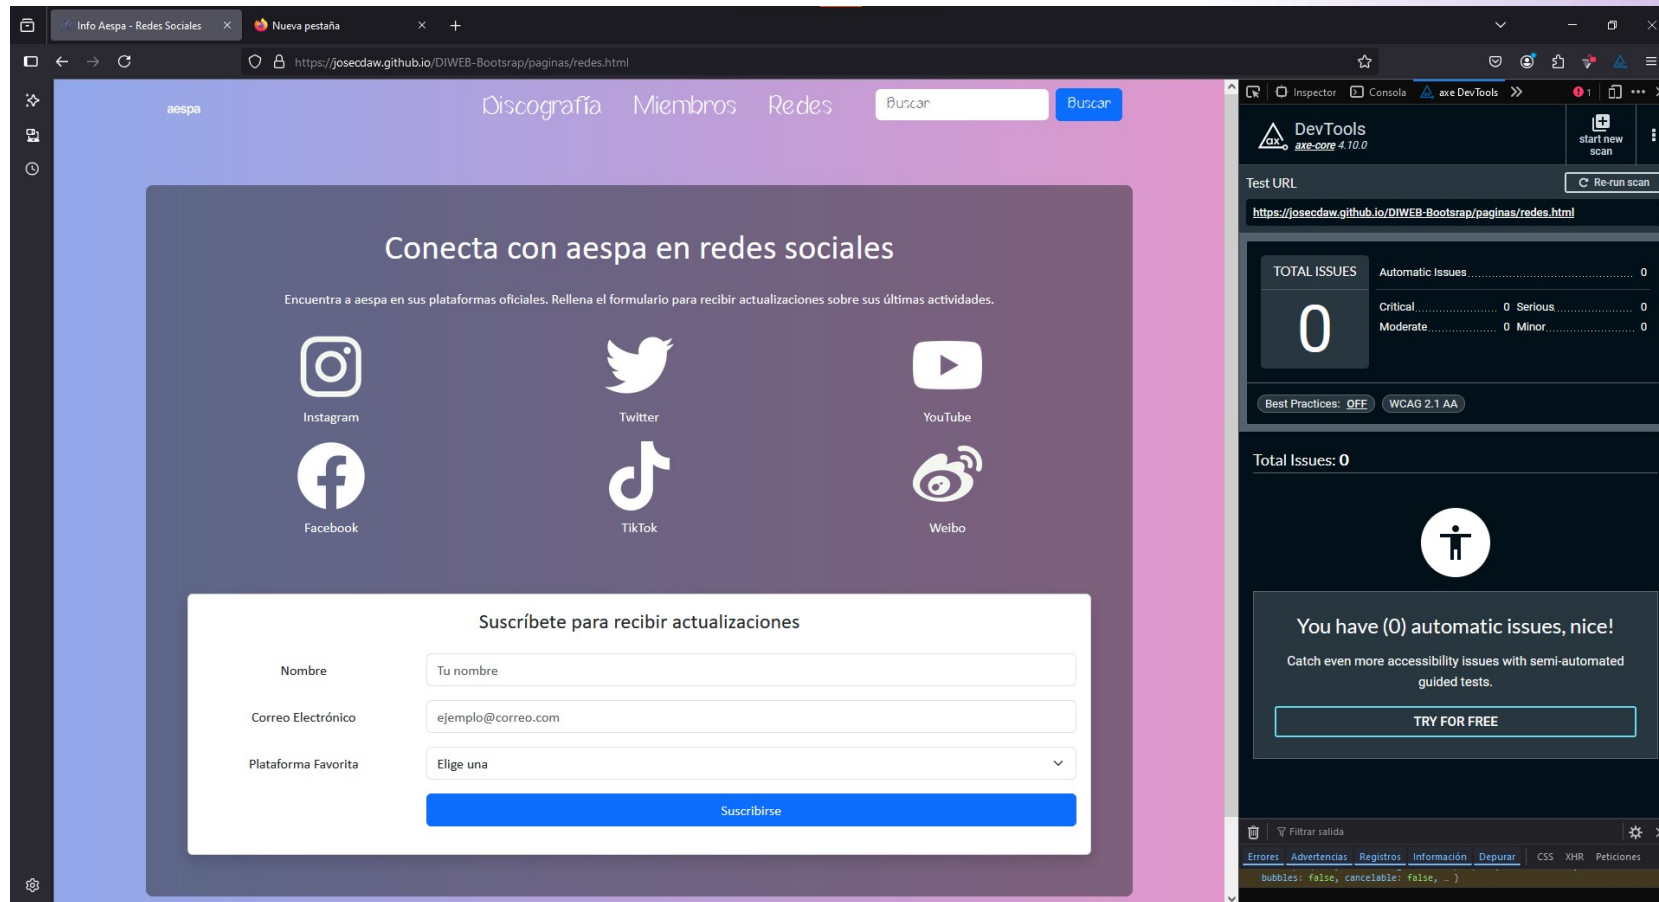 Info Aespa - Redes Sociales
Nueva pestaña
https://josecdaw.github.io/DIWEB-Bootsrap/paginas/redes.html
aespa
Discografía Miembros Redes Buscar Buscar
Conecta con aespa en redes sociales
Encuentra a aespa en sus plataformas oficiales. Rellena el formulario para recibir actualizaciones sobre sus últimas actividades.
Instagram Twitter YouTube
Facebook TikTok Weibo
Suscríbete para recibir actualizaciones
Nombre Tu nombre
Correo Electrónico ejemplo@correo.com
Plataforma Favorita Elige una
Suscribirse
Inspector Consola axe DevTools 1
ax DevTools
axe-core 4.10.0
start new
scan
Test URL Re-run scan
https://josecdaw.github.io/DIWEB-Bootsrap/paginas/redes.html
TOTAL ISSUES
0
Automatic Issues 0
Critical 0 Serious 0
Moderate 0 Minor 0
Best Practices: OFF WCAG 2.1 AA
Total Issues: 0
You have (0) automatic issues, nice!
Catch even more accessibility issues with semi-automated
guided tests.
TRY FOR FREE
Filtrar salida
Errores Advertencias Registros Información Depurar CSS XHR Peticiones
bubbles: false, cancelable: false, … }